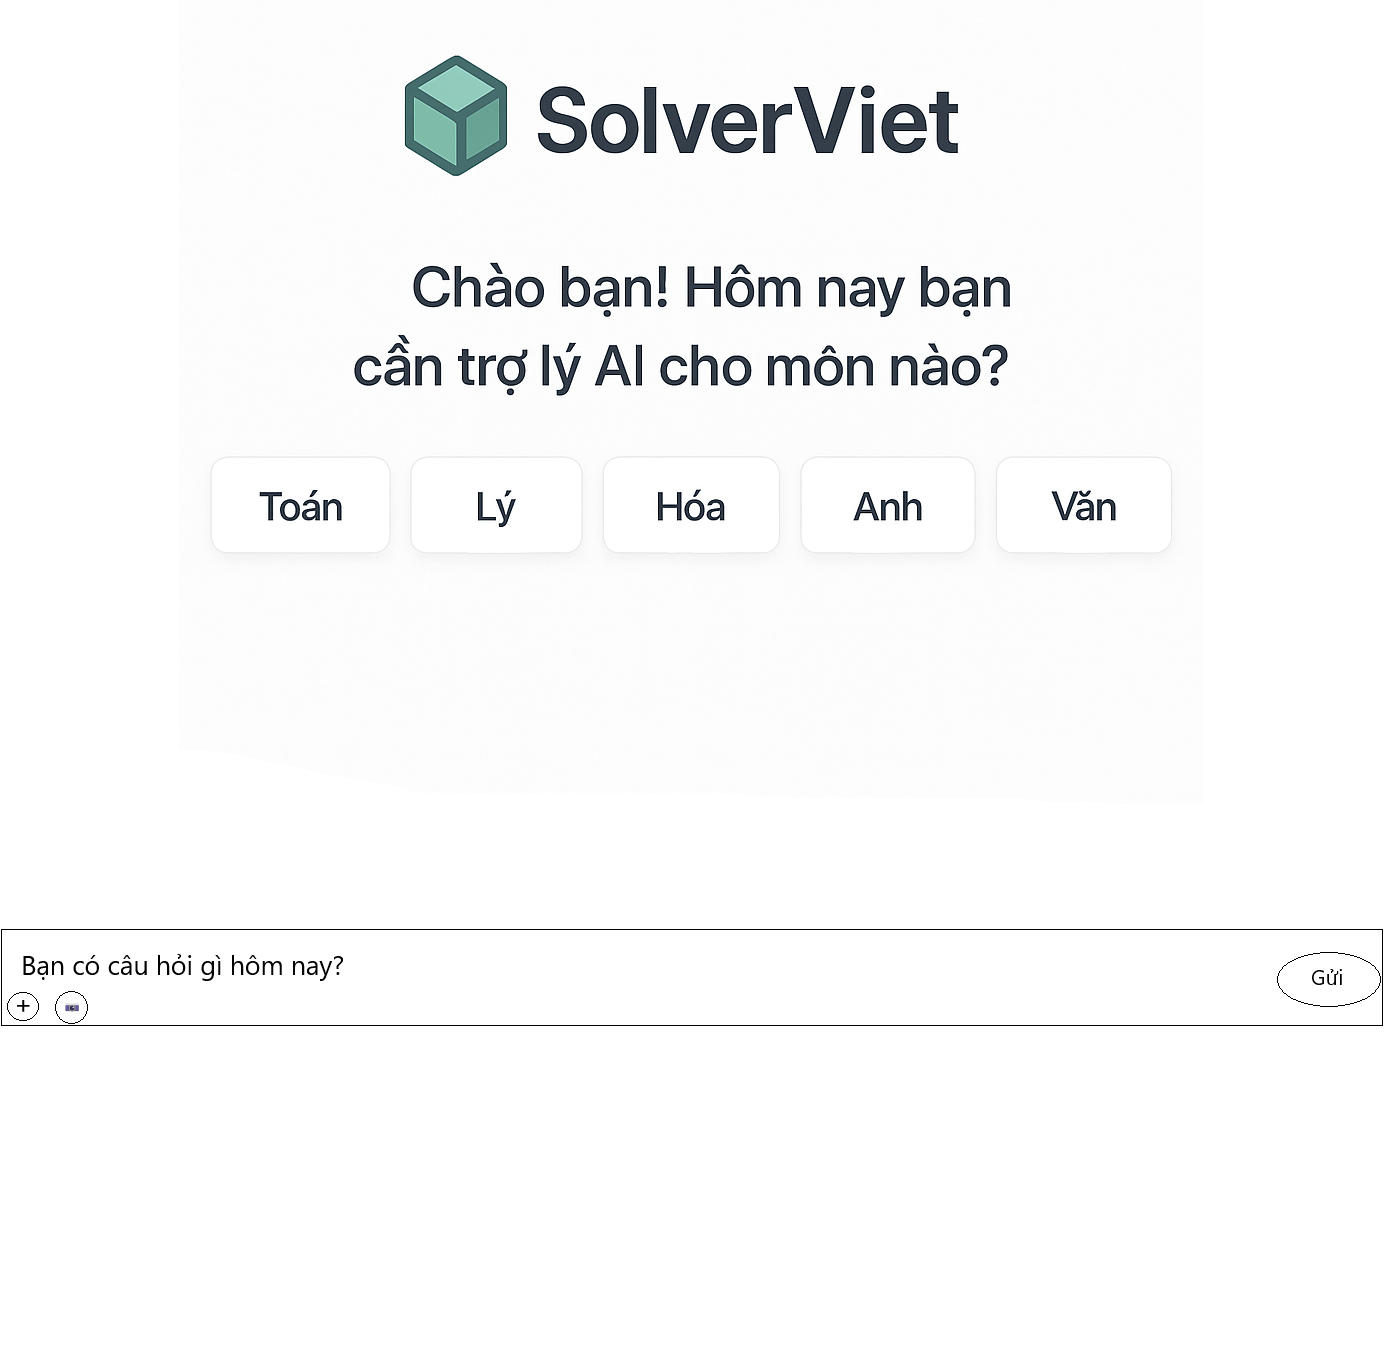 SolverViet
Chào bạn! Hôm nay bạn
cần trợ lý AI cho môn nào?
Toán Lý Hóa Anh Văn
Bạn có câu hỏi gì hôm nay?
Gửi
+